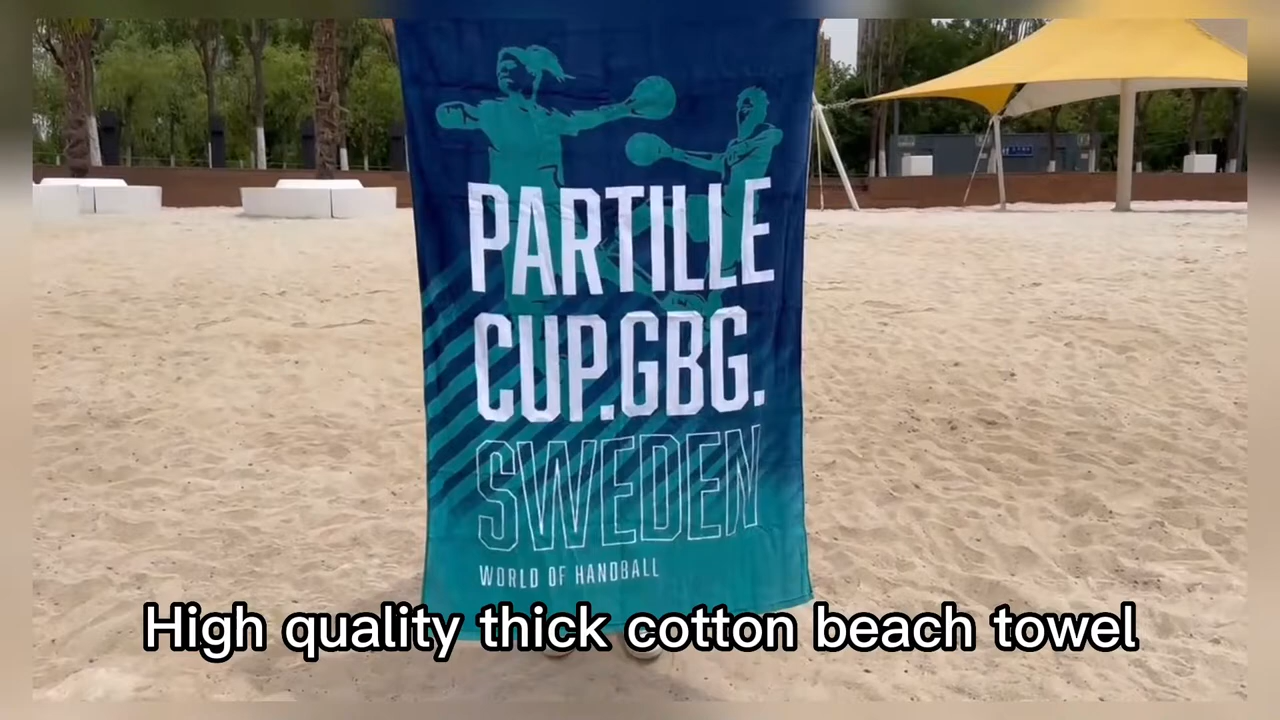 PARTILLE
CUP.GBG.
SWEDEN
WORLD OF HANDBALL
High quality thick cotton beach towel